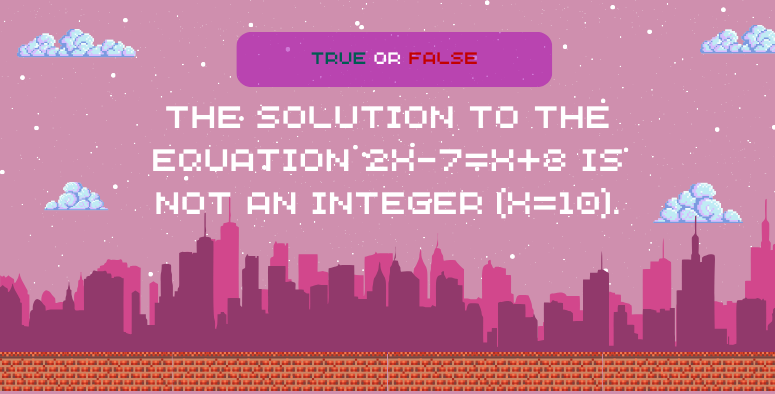 TRUE OR FALSE
THE SOLUTION TO THE
EQUATION 2X-7=X+8 IS
NOT AN INTEGER (X=10).